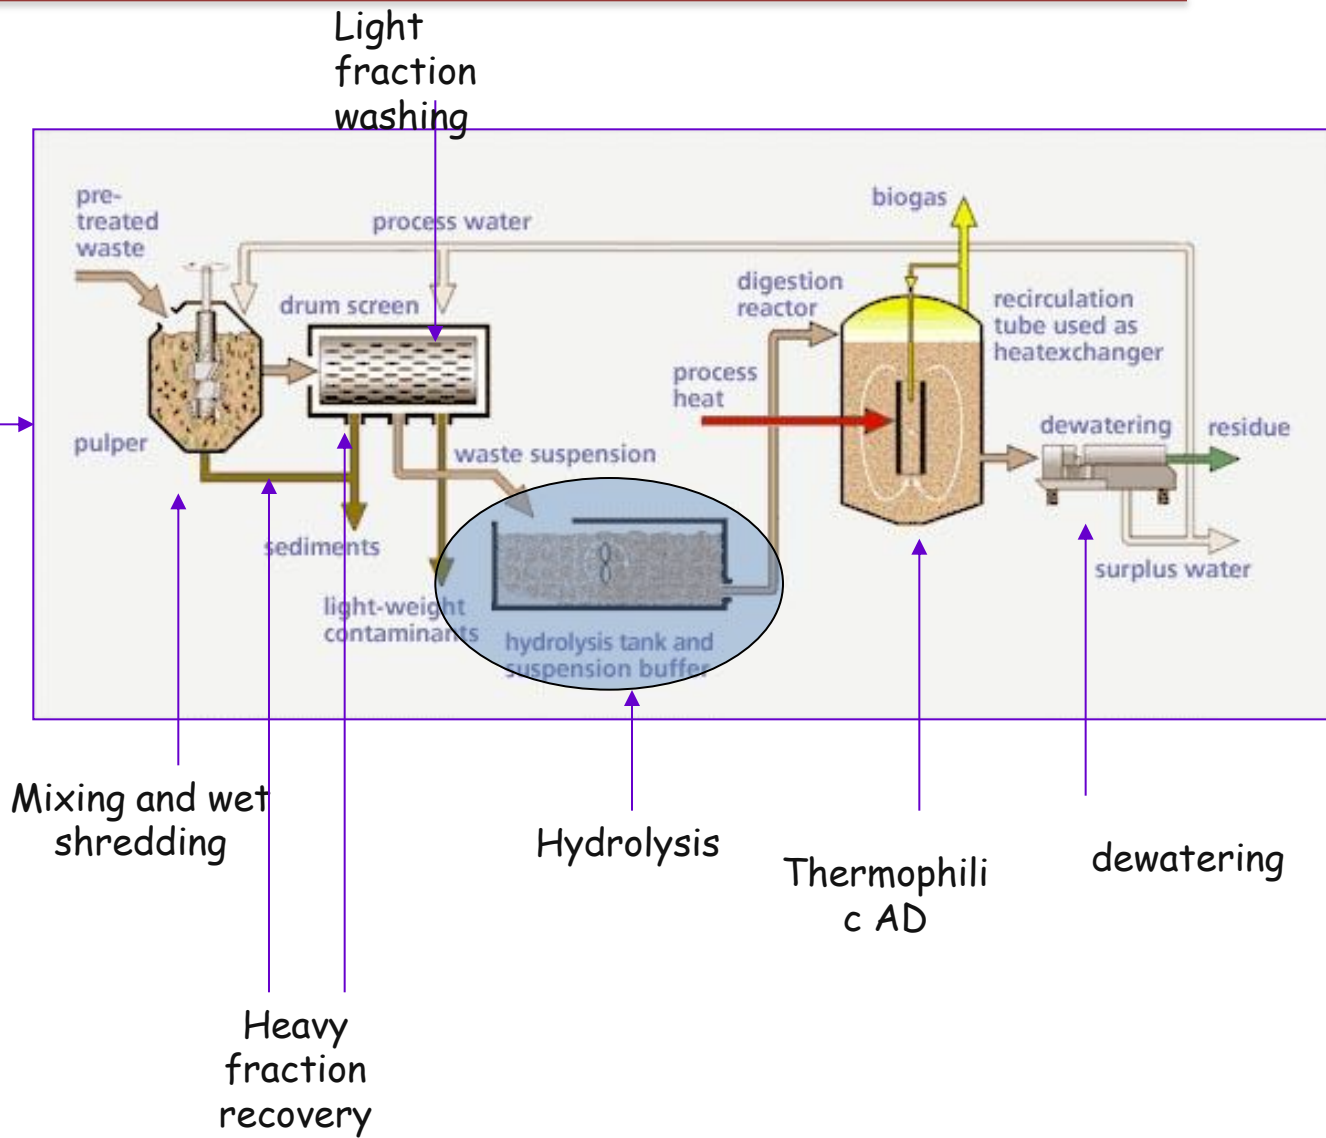 Light
fraction
washing
pre-
treated
waste
process water
biogas
drum screen
digestion
reactor
recirculation
tube used as
heatexchanger
process
heat
pulper
waste suspension
dewatering
residue
sediments
surplus water
light-weight
contaminants
hydrolysis tank and
suspension buffer
Mixing and wet
shredding
Hydrolysis
Thermophili
c AD
dewatering
Heavy
fraction
recovery